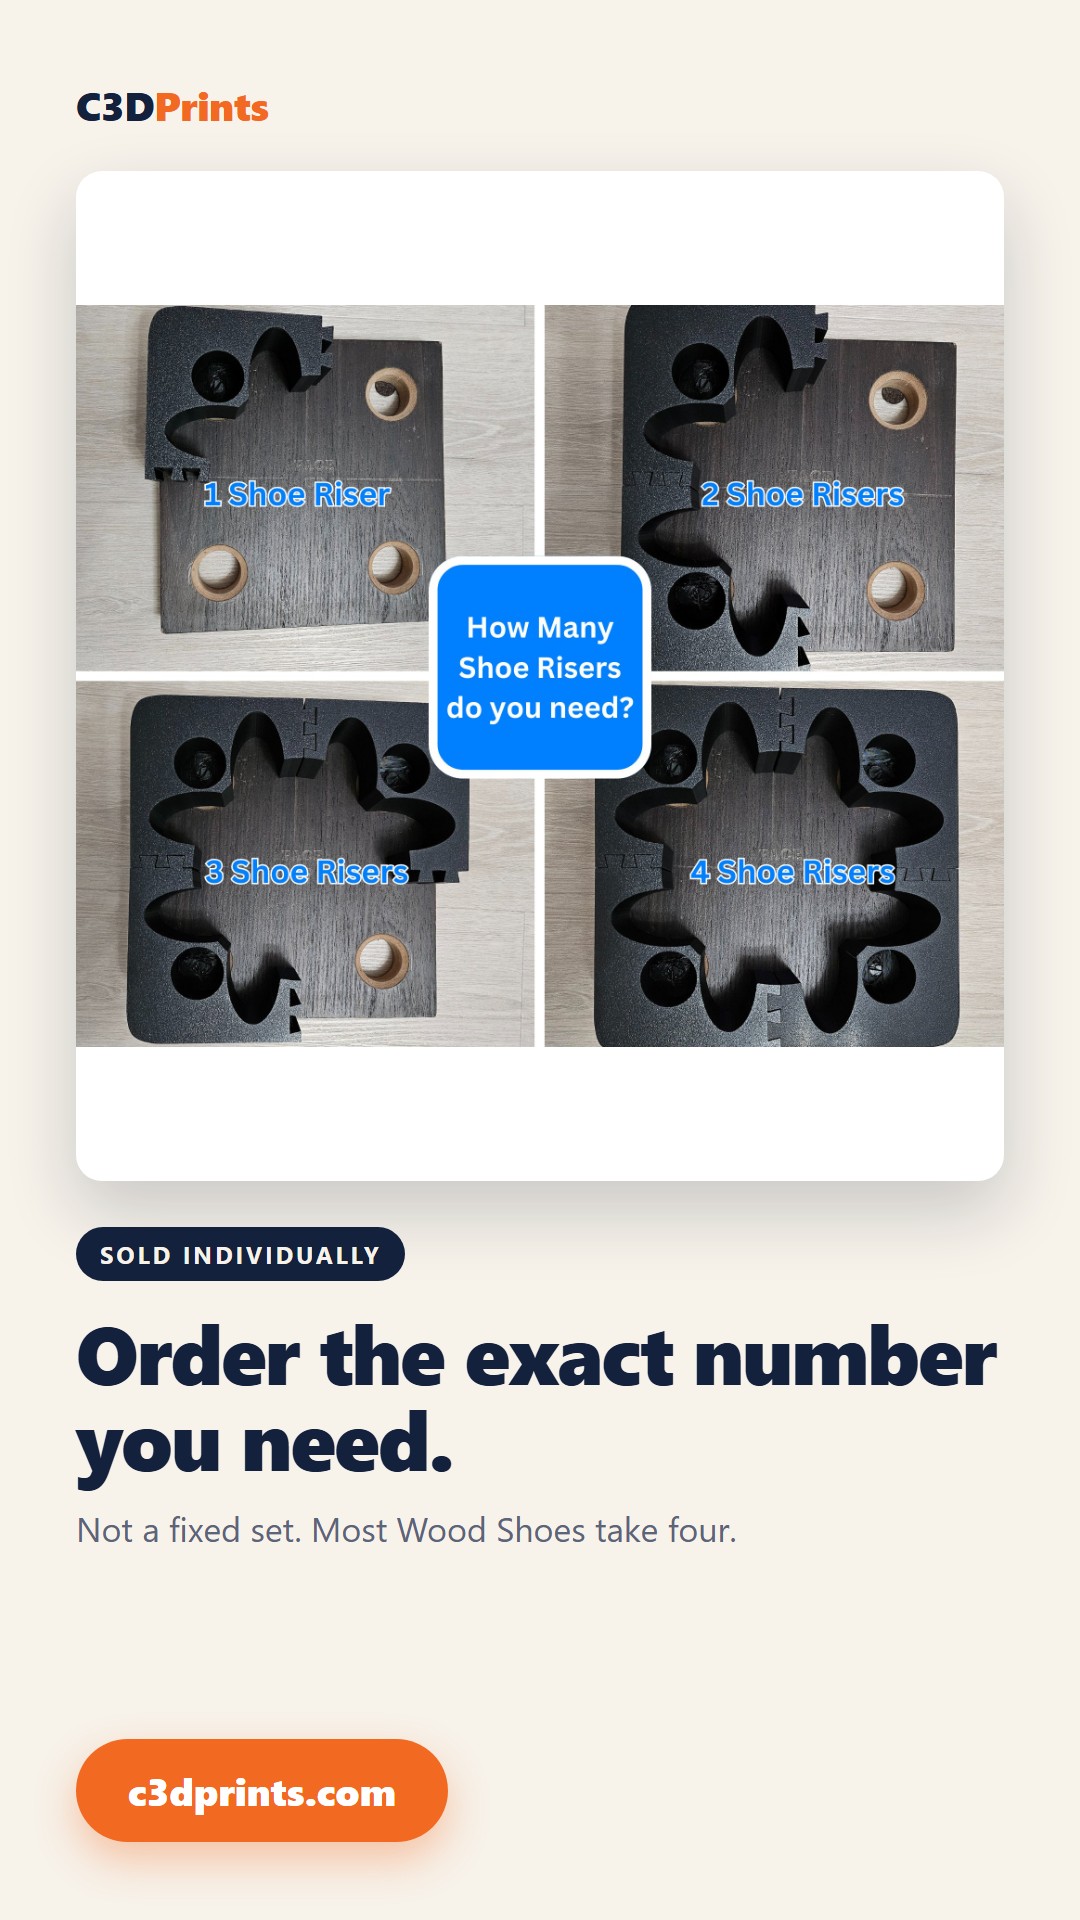 C3DPrints
1 Shoe Riser
2 Shoe Risers
How Many
Shoe Risers
do you need?
3 Shoe Risers
4 Shoe Risers
SOLD INDIVIDUALLY
Order the exact number
you need.
Not a fixed set. Most Wood Shoes take four.
c3dprints.com